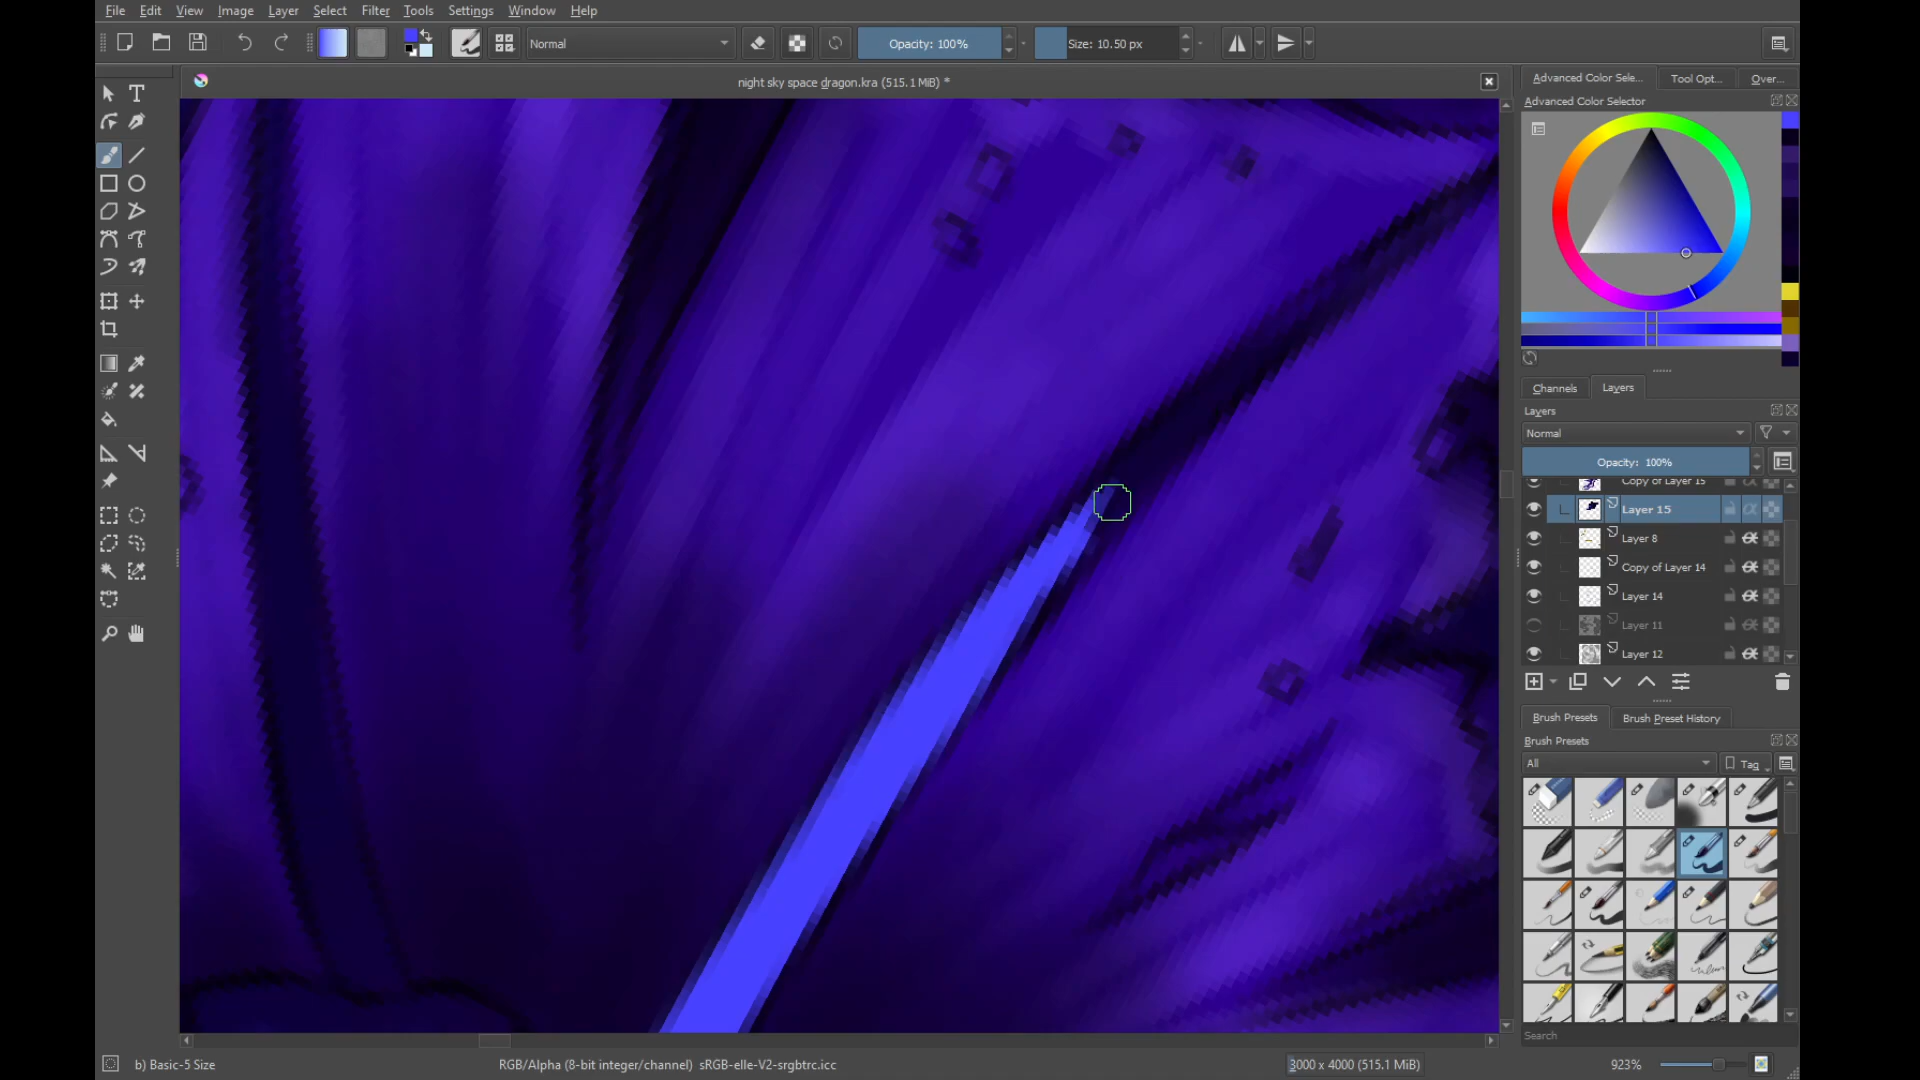 File Edit View Image Layer Select Filter Tools Settings Window Help
Normal
Opacity: 100%
Size: 10.50 px
night sky space dragon.kra (515.1 MiB) *
Advanced Color Sele...
Tool Opt...
Over...
Advanced Color Selector
Channels
Layers
Layers
Normal
Opacity: 100%
Copy of Layer 15
Layer 15
Layer 8
Copy of Layer 14
Layer 14
Layer 11
Layer 12
Brush Presets
Brush Preset History
Brush Presets
All
Tag
Search
b) Basic-5 Size
RGB/Alpha (8-bit integer/channel) sRGB-elle-V2-srgbtrc.icc
3000 x 4000 (515.1 MiB)
923%